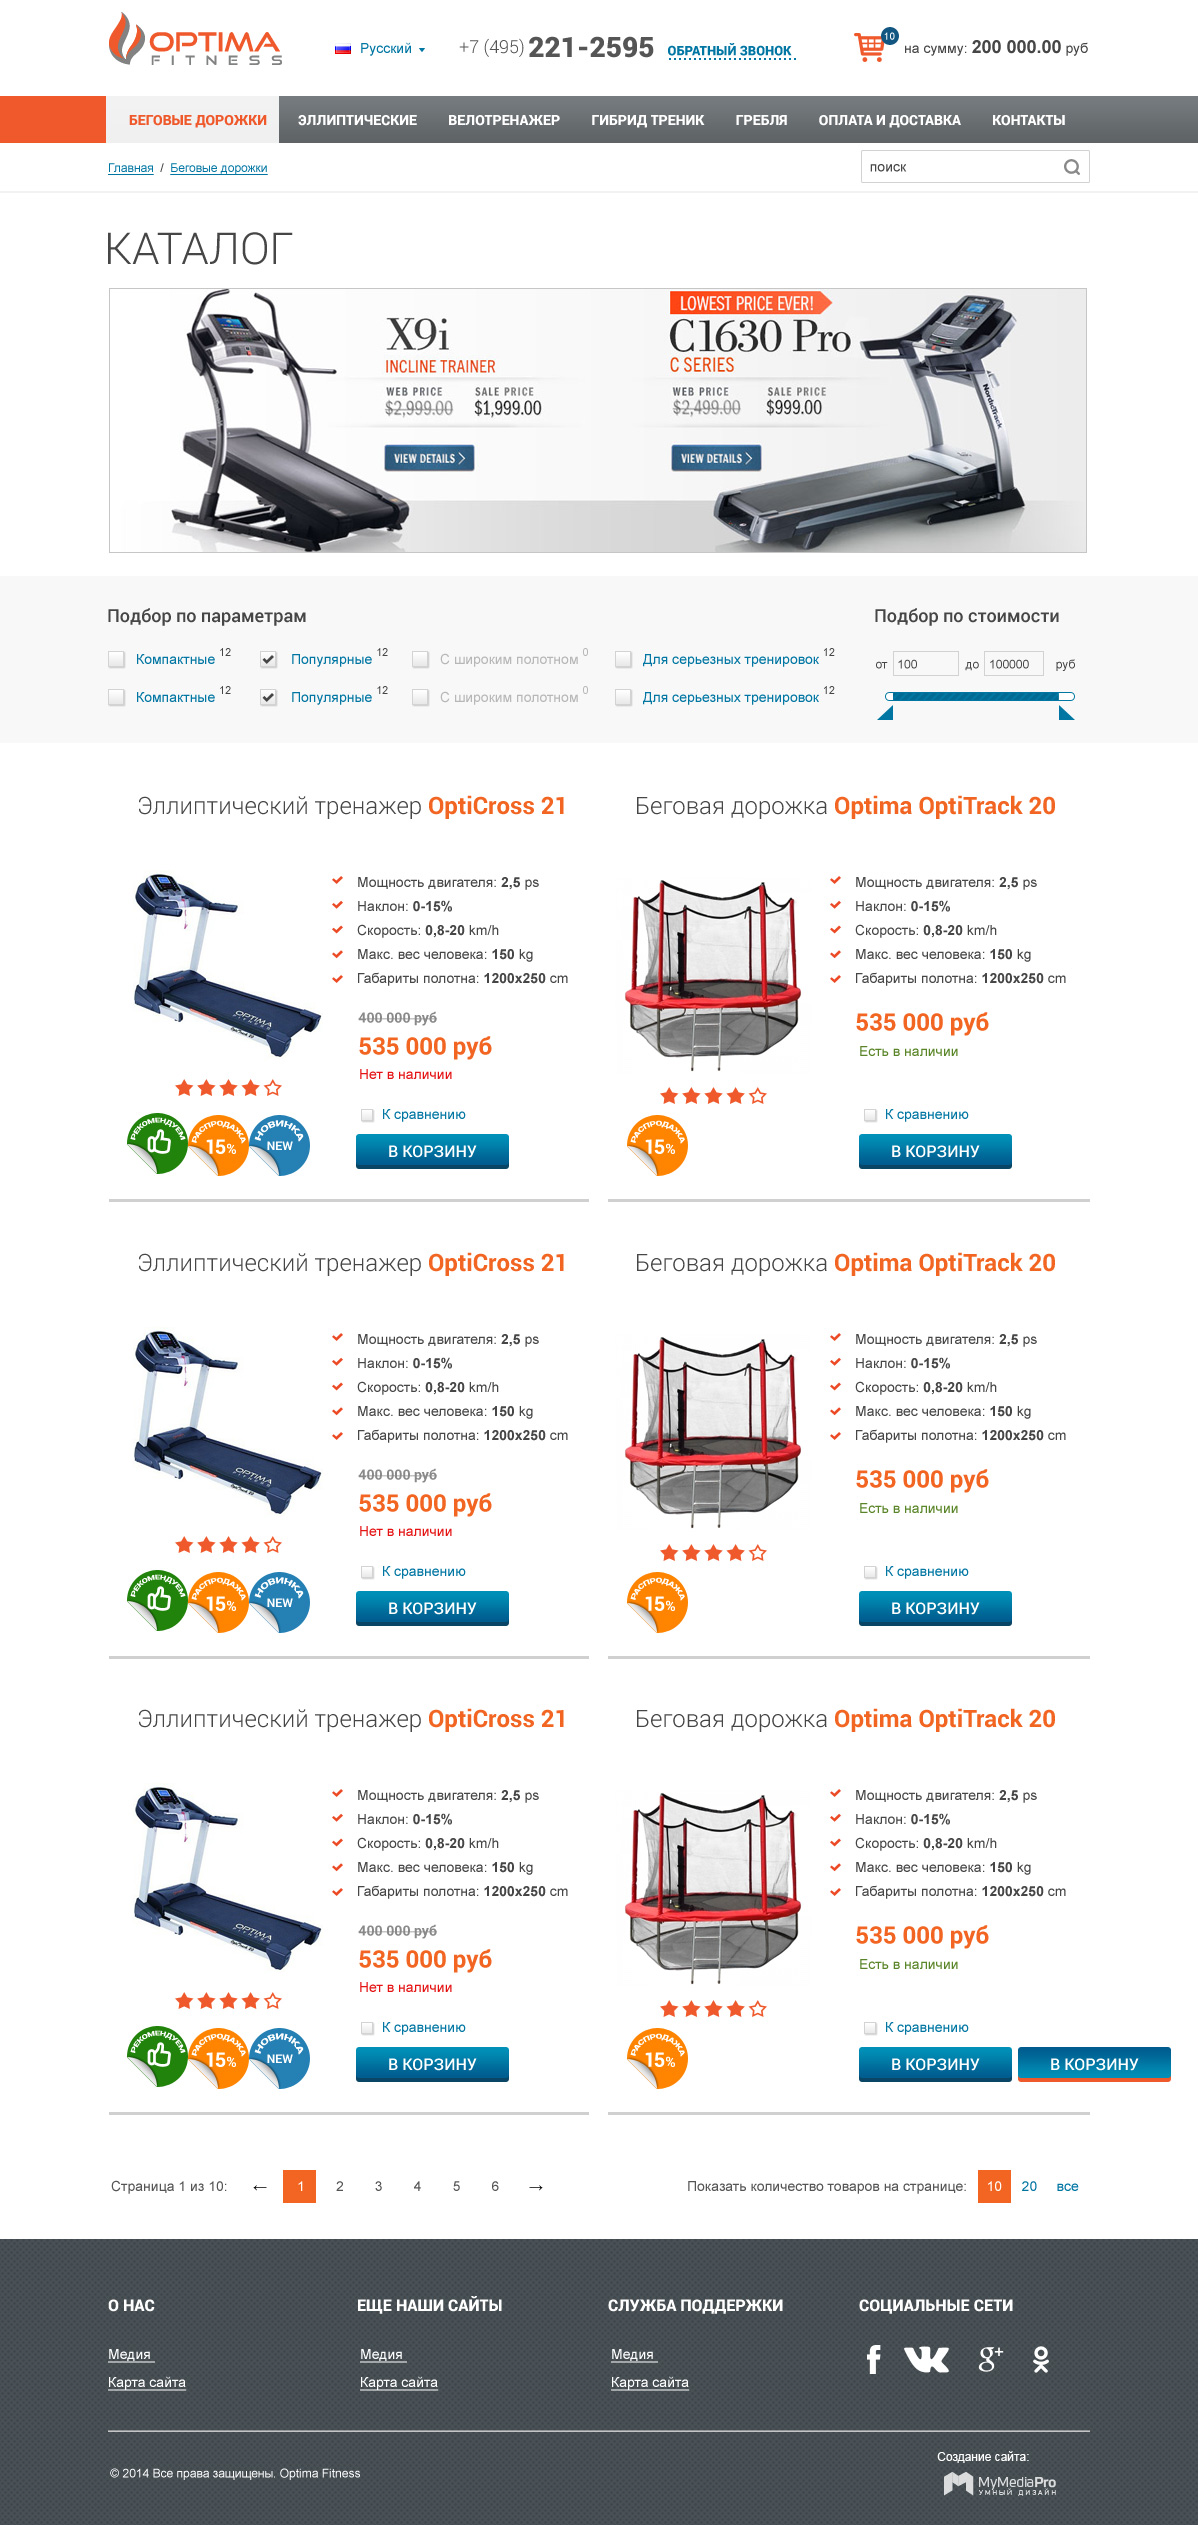 OPTIMA
FITNESS
Русский
+7 (495) 221-2595
ОБРАТНЫЙ ЗВОНОК
10
на сумму: 200 000.00 руб
БЕГОВЫЕ ДОРОЖКИ ЭЛЛИПТИЧЕСКИЕ ВЕЛОТРЕНАЖЕР ГИБРИД ТРЕНИК ГРЕБЛЯ ОПЛАТА И ДОСТАВКА КОНТАКТЫ
Главная / Беговые дорожки
поиск
КАТАЛОГ
X9i
INCLINE TRAINER
WEB PRICE SALE PRICE
$2,999.00 $1,999.00
VIEW DETAILS
LOWEST PRICE EVER!
C1630 Pro
C SERIES
WEB PRICE SALE PRICE
$2,499.00 $999.00
VIEW DETAILS
NordicTrack
Подбор по параметрам
Компактные 12 Популярные 12 С широким полотном 0 Для серьезных тренировок 12
Компактные 12 Популярные 12 С широким полотном 0 Для серьезных тренировок 12
Подбор по стоимости
от 100 до 100000 руб
Эллиптический тренажер OptiCross 21
Мощность двигателя: 2,5 ps
Наклон: 0-15%
Скорость: 0,8-20 km/h
Макс. вес человека: 150 kg
Габариты полотна: 1200x250 cm
400 000 руб
535 000 руб
Нет в наличии
К сравнению
В КОРЗИНУ
OPTIMA
FITNESS
РЕКОМЕНДУЕМ
РАСПРОДАЖА
15%
НОВИНКА
NEW
Беговая дорожка Optima OptiTrack 20
Мощность двигателя: 2,5 ps
Наклон: 0-15%
Скорость: 0,8-20 km/h
Макс. вес человека: 150 kg
Габариты полотна: 1200x250 cm
535 000 руб
Есть в наличии
К сравнению
В КОРЗИНУ
РАСПРОДАЖА
15%
Эллиптический тренажер OptiCross 21
Мощность двигателя: 2,5 ps
Наклон: 0-15%
Скорость: 0,8-20 km/h
Макс. вес человека: 150 kg
Габариты полотна: 1200x250 cm
400 000 руб
535 000 руб
Нет в наличии
К сравнению
В КОРЗИНУ
OPTIMA
FITNESS
РЕКОМЕНДУЕМ
РАСПРОДАЖА
15%
НОВИНКА
NEW
Беговая дорожка Optima OptiTrack 20
Мощность двигателя: 2,5 ps
Наклон: 0-15%
Скорость: 0,8-20 km/h
Макс. вес человека: 150 kg
Габариты полотна: 1200x250 cm
535 000 руб
Есть в наличии
К сравнению
В КОРЗИНУ
РАСПРОДАЖА
15%
Эллиптический тренажер OptiCross 21
Мощность двигателя: 2,5 ps
Наклон: 0-15%
Скорость: 0,8-20 km/h
Макс. вес человека: 150 kg
Габариты полотна: 1200x250 cm
400 000 руб
535 000 руб
Нет в наличии
К сравнению
В КОРЗИНУ
OPTIMA
FITNESS
РЕКОМЕНДУЕМ
РАСПРОДАЖА
15%
НОВИНКА
NEW
Беговая дорожка Optima OptiTrack 20
Мощность двигателя: 2,5 ps
Наклон: 0-15%
Скорость: 0,8-20 km/h
Макс. вес человека: 150 kg
Габариты полотна: 1200x250 cm
535 000 руб
Есть в наличии
К сравнению
В КОРЗИНУ В КОРЗИНУ
РАСПРОДАЖА
15%
Страница 1 из 10: ← 1 2 3 4 5 6 →
Показать количество товаров на странице: 10 20 все
О НАС
Медия
Карта сайта
ЕЩЕ НАШИ САЙТЫ
Медия
Карта сайта
СЛУЖБА ПОДДЕРЖКИ
Медия
Карта сайта
СОЦИАЛЬНЫЕ СЕТИ
© 2014 Все права защищены. Optima Fitness
Создание сайта:
MyMediaPro
УМНЫЙ ДИЗАЙН